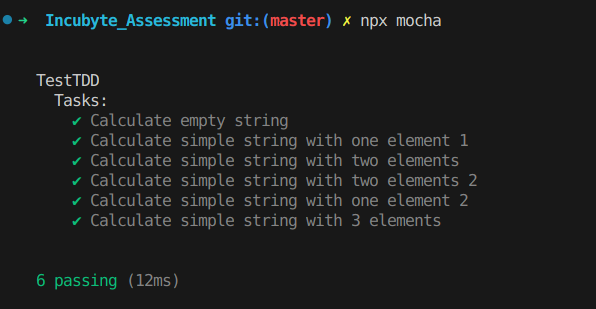 ➜ Incubyte_Assessment git:(master) ✗ npx mocha
TestTDD
Tasks:
✔ Calculate empty string
✔ Calculate simple string with one element 1
✔ Calculate simple string with two elements
✔ Calculate simple string with two elements 2
✔ Calculate simple string with one element 2
✔ Calculate simple string with 3 elements
6 passing (12ms)